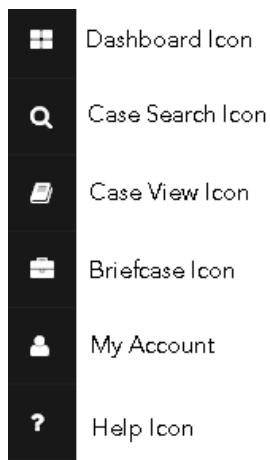 Dashboard Icon
Case Search Icon
Case View Icon
Briefcase Icon
My Account
? Help Icon